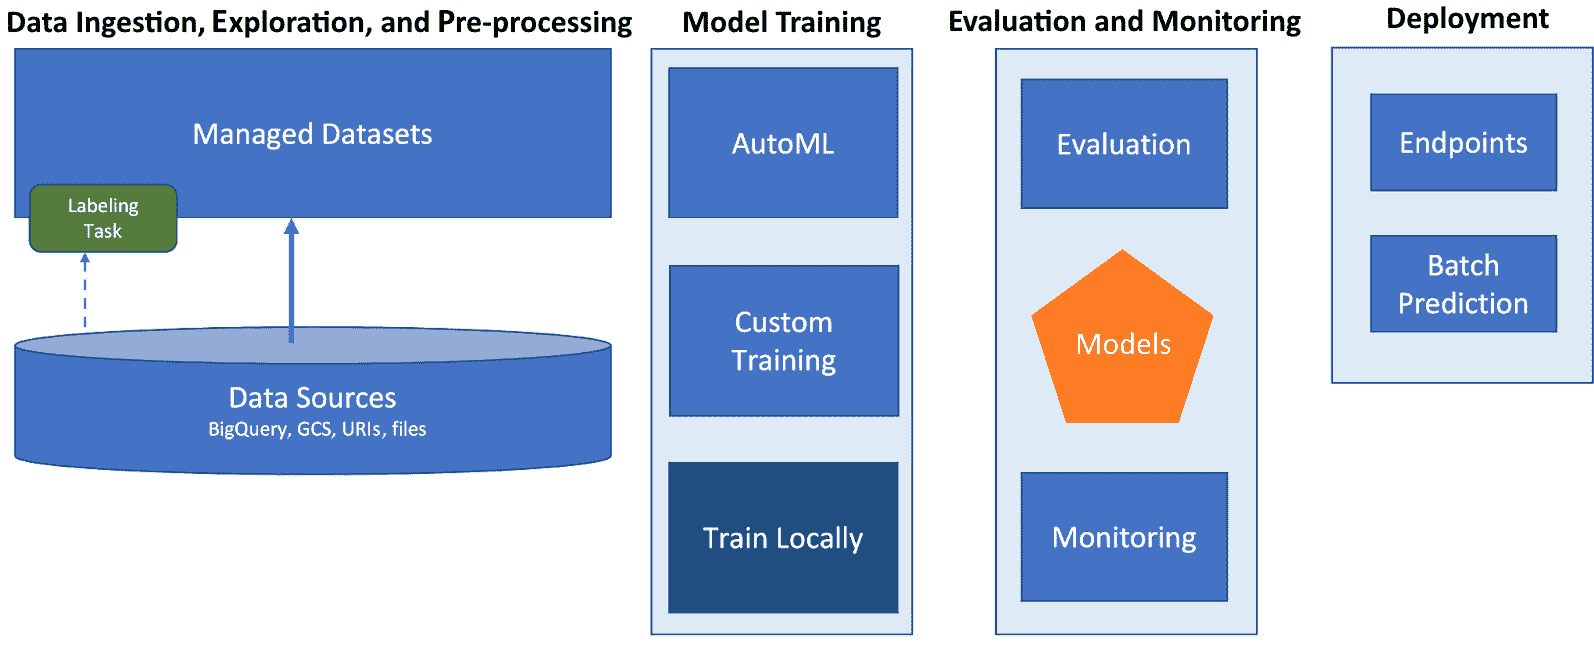 Data Ingestion, Exploration, and Pre-processing
Managed Datasets
Labeling
Task
Data Sources
BigQuery, GCS, URIs, files
Model Training
AutoML
Custom
Training
Train Locally
Evaluation and Monitoring
Evaluation
Models
Monitoring
Deployment
Endpoints
Batch
Prediction